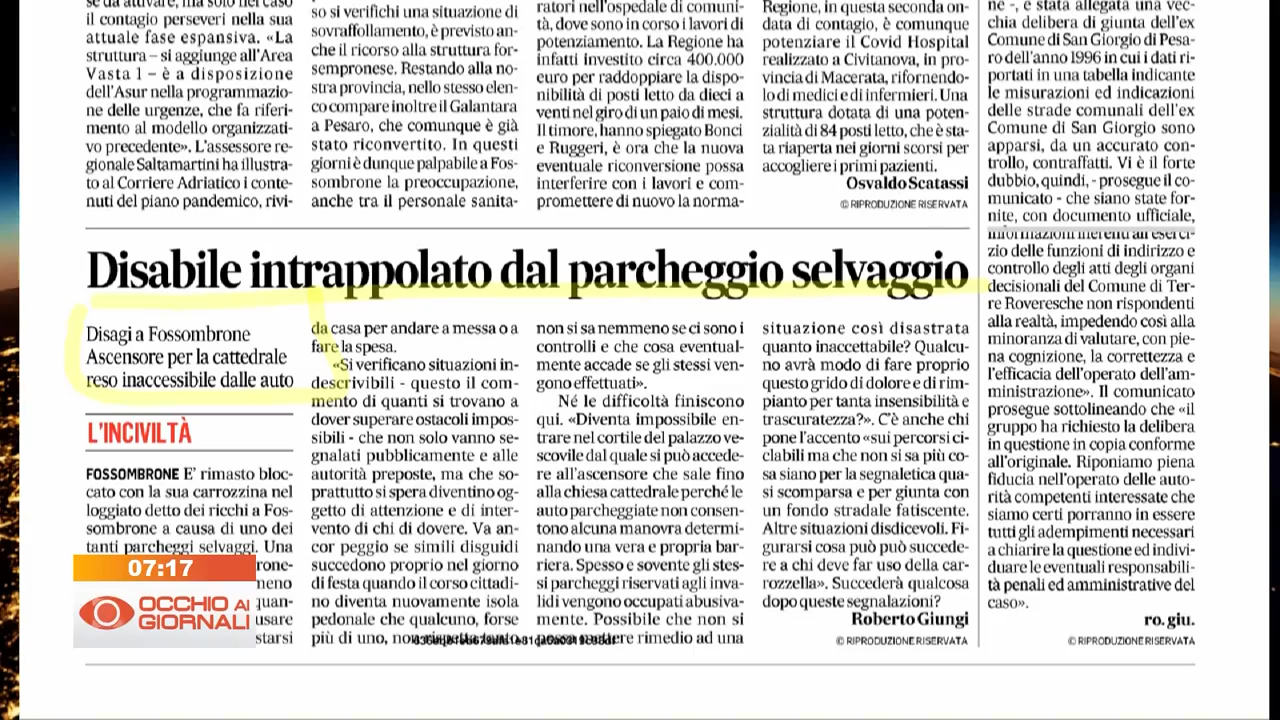 se da attivare, ma solo nel caso
il contagio perseveri nella sua
attuale fase espansiva. «La
struttura – si aggiunge all'Area
Vasta 1 – è a disposizione
dell'Asur nella programmazio-
ne delle urgenze, che fa riferi-
mento al modello organizzati-
vo precedente». L'assessore re-
gionale Saltamartini ha illustra-
to al Corriere Adriatico i conte-
nuti del piano pandemico, rivi-
so si verifichi una situazione di
sovraffollamento, è previsto an-
che il ricorso alla struttura for-
sempronese. Restando alla no-
stra provincia, nello stesso elen-
co compare inoltre il Galantara
a Pesaro, che comunque è già
stato riconvertito. In questi
giorni è dunque palpabile a Fos-
sombrone la preoccupazione,
anche tra il personale sanita-
ratori nell'ospedale di comuni-
tà, dove sono in corso i lavori di
potenziamento. La Regione ha
infatti investito circa 400.000
euro per raddoppiare la dispo-
nibilità di posti letto da dieci a
venti nel giro di un paio di mesi.
Il timore, hanno spiegato Bonci
e Ruggeri, è ora che la nuova
eventuale riconversione possa
interferire con i lavori e com-
promettere di nuovo la norma-
Regione, in questa seconda on-
data di contagio, è comunque
potenziare il Covid Hospital
realizzato a Civitanova, in pro-
vincia di Macerata, rifornendo-
lo di medici e di infermieri. Una
struttura dotata di una poten-
zialità di 84 posti letto, che è sta-
ta riaperta nei giorni scorsi per
accogliere i primi pazienti.
Osvaldo Scatassi
© RIPRODUZIONE RISERVATA
ne -, è stata allegata una vec-
chia delibera di giunta dell'ex
Comune di San Giorgio di Pesa-
ro dell'anno 1996 in cui i dati ri-
portati in una tabella indicante
le misurazioni ed indicazioni
delle strade comunali dell'ex
Comune di San Giorgio sono
apparsi, da un accurato con-
trollo, contraffatti. Vi è il forte
dubbio, quindi, - prosegue il co-
municato - che siano state for-
nite, con documento ufficiale,
informazioni inerenti all'eserci-
zio delle funzioni di indirizzo e
controllo degli atti degli organi
decisionali del Comune di Ter-
re Roveresche non rispondenti
alla realtà, impedendo così alla
minoranza di valutare, con pie-
na cognizione, la correttezza e
l'efficacia dell'operato dell'am-
ministrazione». Il comunicato
prosegue sottolineando che «il
gruppo ha richiesto la delibera
in questione in copia conforme
all'originale. Riponiamo piena
fiducia nell'operato delle auto-
rità competenti interessate che
siamo certi porranno in essere
tutti gli adempimenti necessari
a chiarire la questione ed indivi-
duare le eventuali responsabili-
tà penali ed amministrative del
caso».
ro. giu.
© RIPRODUZIONE RISERVATA
Disabile intrappolato dal parcheggio selvaggio
Disagi a Fossombrone
Ascensore per la cattedrale
reso inaccessibile dalle auto
L'INCIVILTÀ
FOSSOMBRONE E' rimasto bloc-
cato con la sua carrozzina nel
loggiato detto dei ricchi a Fos-
sombrone a causa di uno dei
tanti parcheggi selvaggi. Una
rone-
meno
quan-
usare
starsi
da casa per andare a messa o a
fare la spesa.
«Si verificano situazioni in-
descrivibili - questo il com-
mento di quanti si trovano a
dover superare ostacoli impos-
sibili - che non solo vanno se-
gnalati pubblicamente e alle
autorità preposte, ma che so-
prattutto si spera diventino og-
getto di attenzione e di inter-
vento di chi di dovere. Va an-
cor peggio se simili disguidi
succedono proprio nel giorno
di festa quando il corso cittadi-
no diventa nuovamente isola
pedonale che qualcuno, forse
più di uno, non
non si sa nemmeno se ci sono i
controlli e che cosa eventual-
mente accade se gli stessi ven-
gono effettuati».
Né le difficoltà finiscono
qui. «Diventa impossibile en-
trare nel cortile del palazzo ve-
scovile dal quale si può accede-
re all'ascensore che sale fino
alla chiesa cattedrale perché le
auto parcheggiate non consen-
tono alcuna manovra determi-
nando una vera e propria bar-
riera. Spesso e sovente gli stes-
si parcheggi riservati agli inva-
lidi vengono occupati abusiva-
mente. Possibile che non si
rimedio ad una
situazione così disastrata
quanto inaccettabile? Qualcu-
no avrà modo di fare proprio
questo grido di dolore e di rim-
pianto per tanta insensibilità e
trascuratezza?». C'è anche chi
pone l'accento «sui percorsi ci-
clabili ma che non si sa più co-
sa siano per la segnaletica qua-
si scomparsa e per giunta con
un fondo stradale fatiscente.
Altre situazioni disdicevoli. Fi-
gurarsi cosa può può succede-
re a chi deve far uso della car-
rozzella». Succederà qualcosa
dopo queste segnalazioni?
Roberto Giungi
© RIPRODUZIONE RISERVATA
07:17
OCCHIO AI
GIORNALI